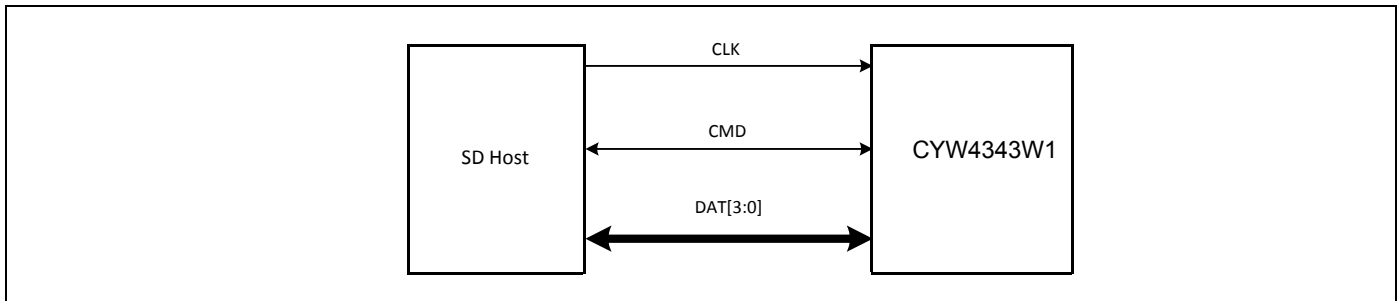 CLK
CMD
SD Host
CYW4343W1
DAT[3:0]